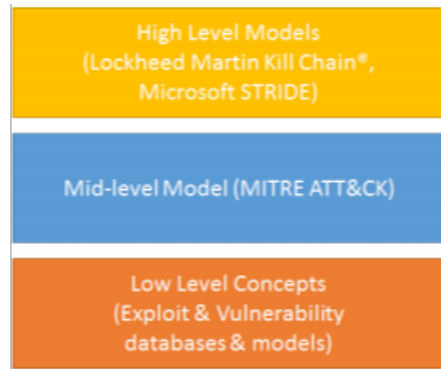 High Level Models
(Lockheed Martin Kill Chain®,
Microsoft STRIDE)
Mid-level Model (MITRE ATT&CK)
Low Level Concepts
(Exploit & Vulnerability
databases & models)